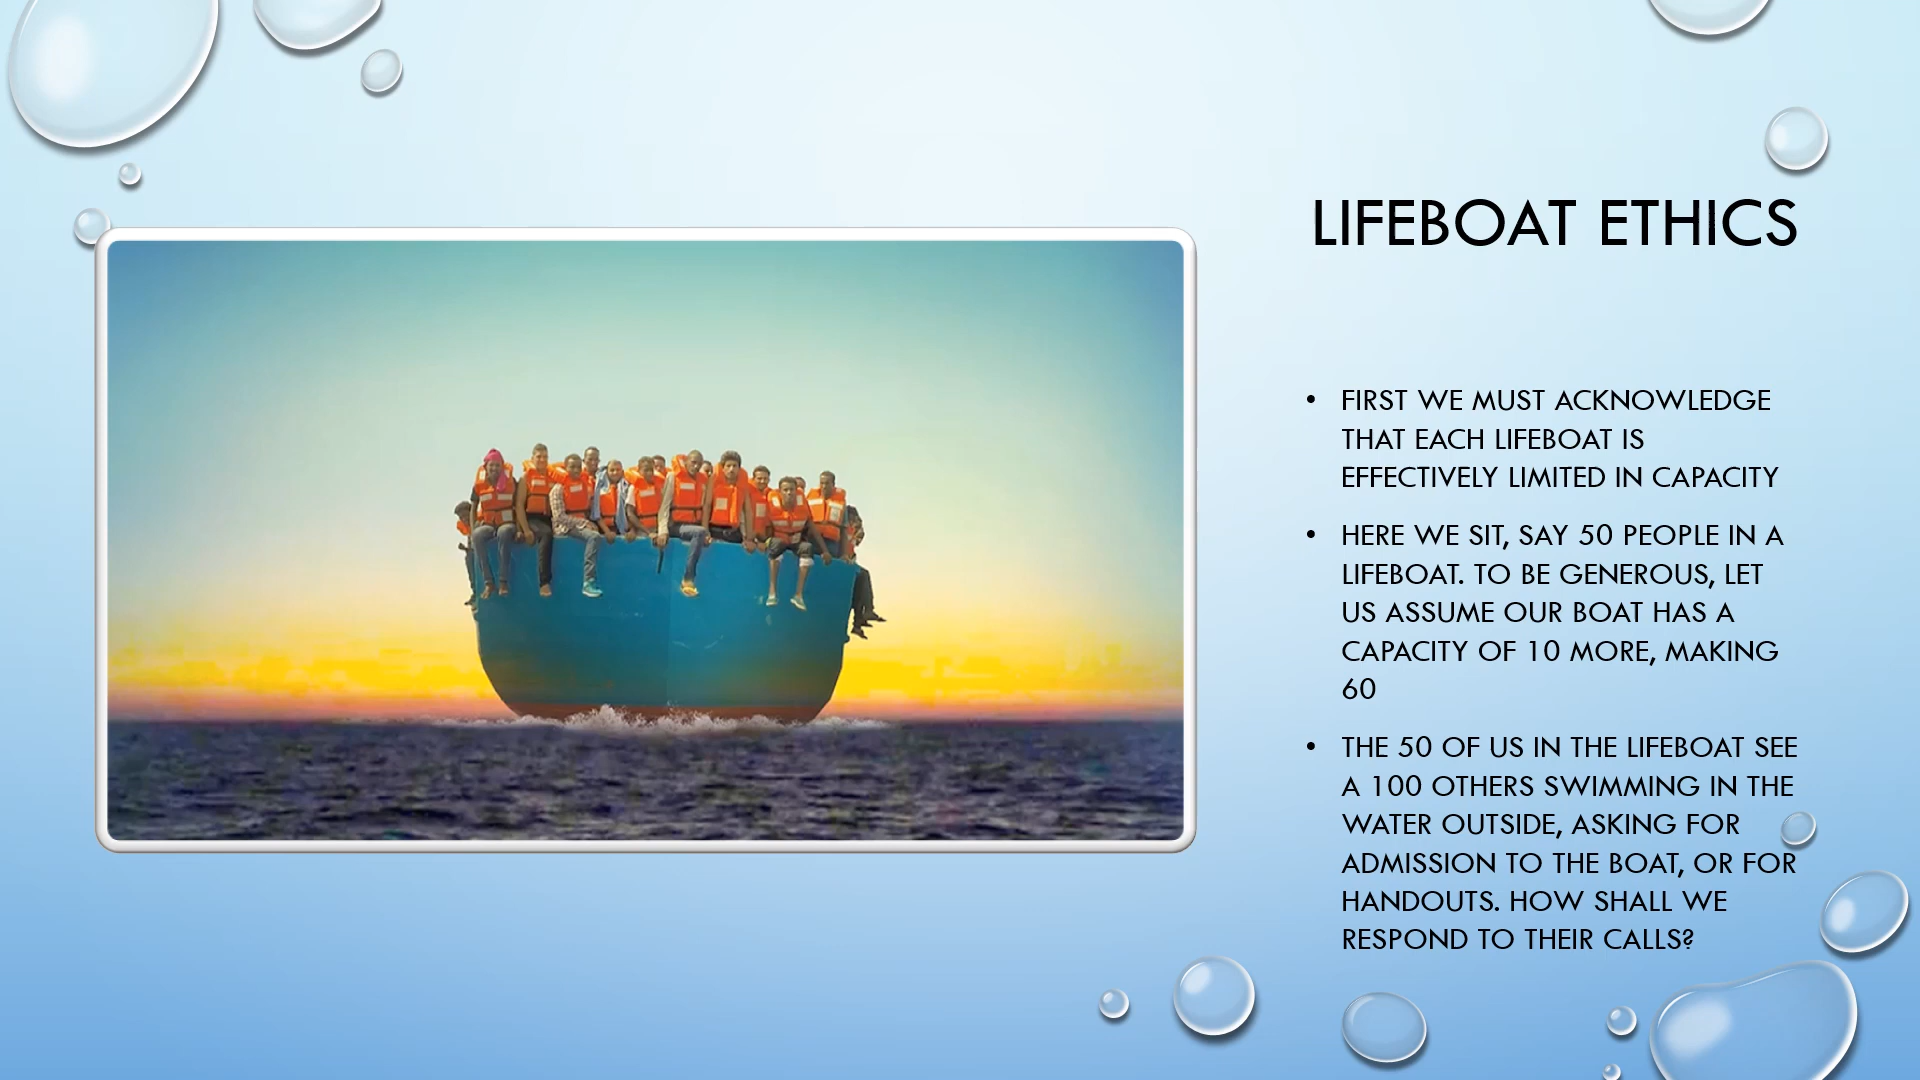 LIFEBOAT ETHICS
• FIRST WE MUST ACKNOWLEDGE
THAT EACH LIFEBOAT IS
EFFECTIVELY LIMITED IN CAPACITY
• HERE WE SIT, SAY 50 PEOPLE IN A
LIFEBOAT. TO BE GENEROUS, LET
US ASSUME OUR BOAT HAS A
CAPACITY OF 10 MORE, MAKING
60
• THE 50 OF US IN THE LIFEBOAT SEE
A 100 OTHERS SWIMMING IN THE
WATER OUTSIDE, ASKING FOR
ADMISSION TO THE BOAT, OR FOR
HANDOUTS. HOW SHALL WE
RESPOND TO THEIR CALLS?